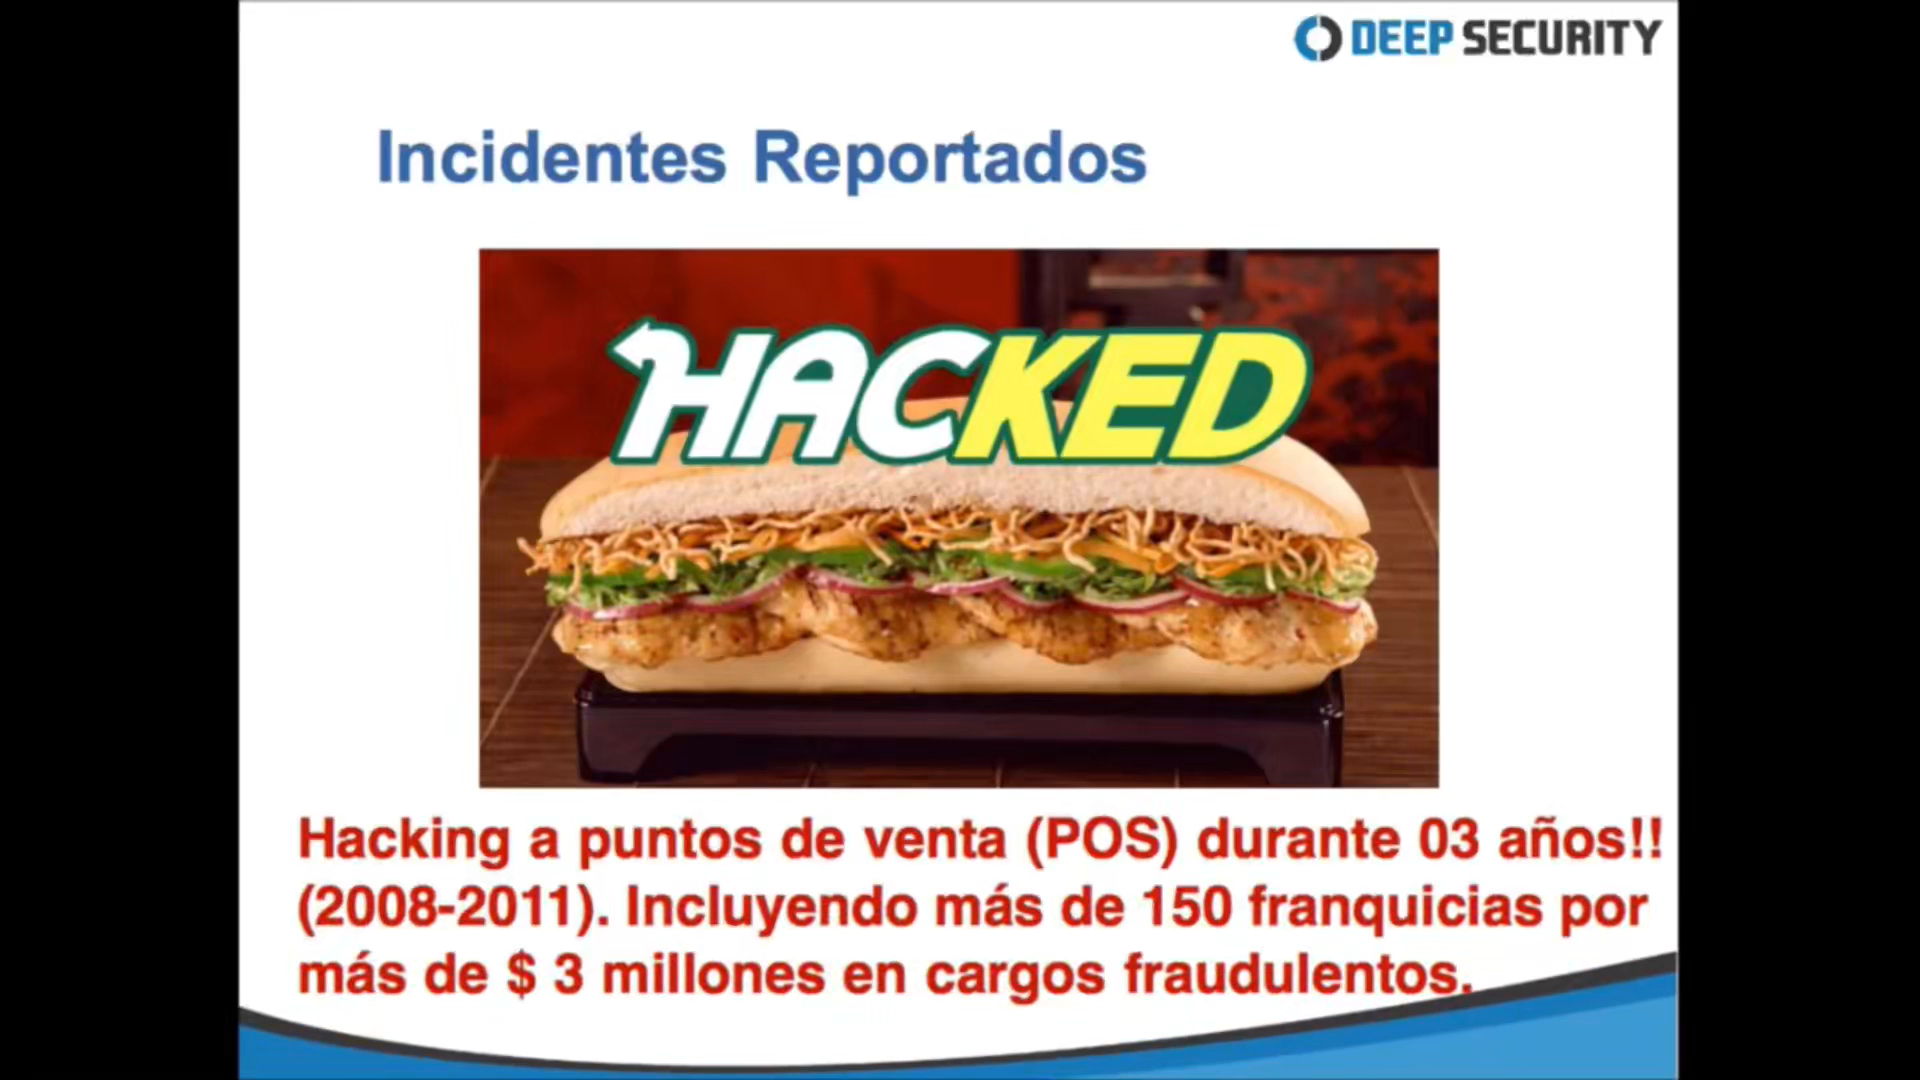 DEEP SECURITY
Incidentes Reportados
HACKED
Hacking a puntos de venta (POS) durante 03 años!!
(2008-2011). Incluyendo más de 150 franquicias por
más de $ 3 millones en cargos fraudulentos.